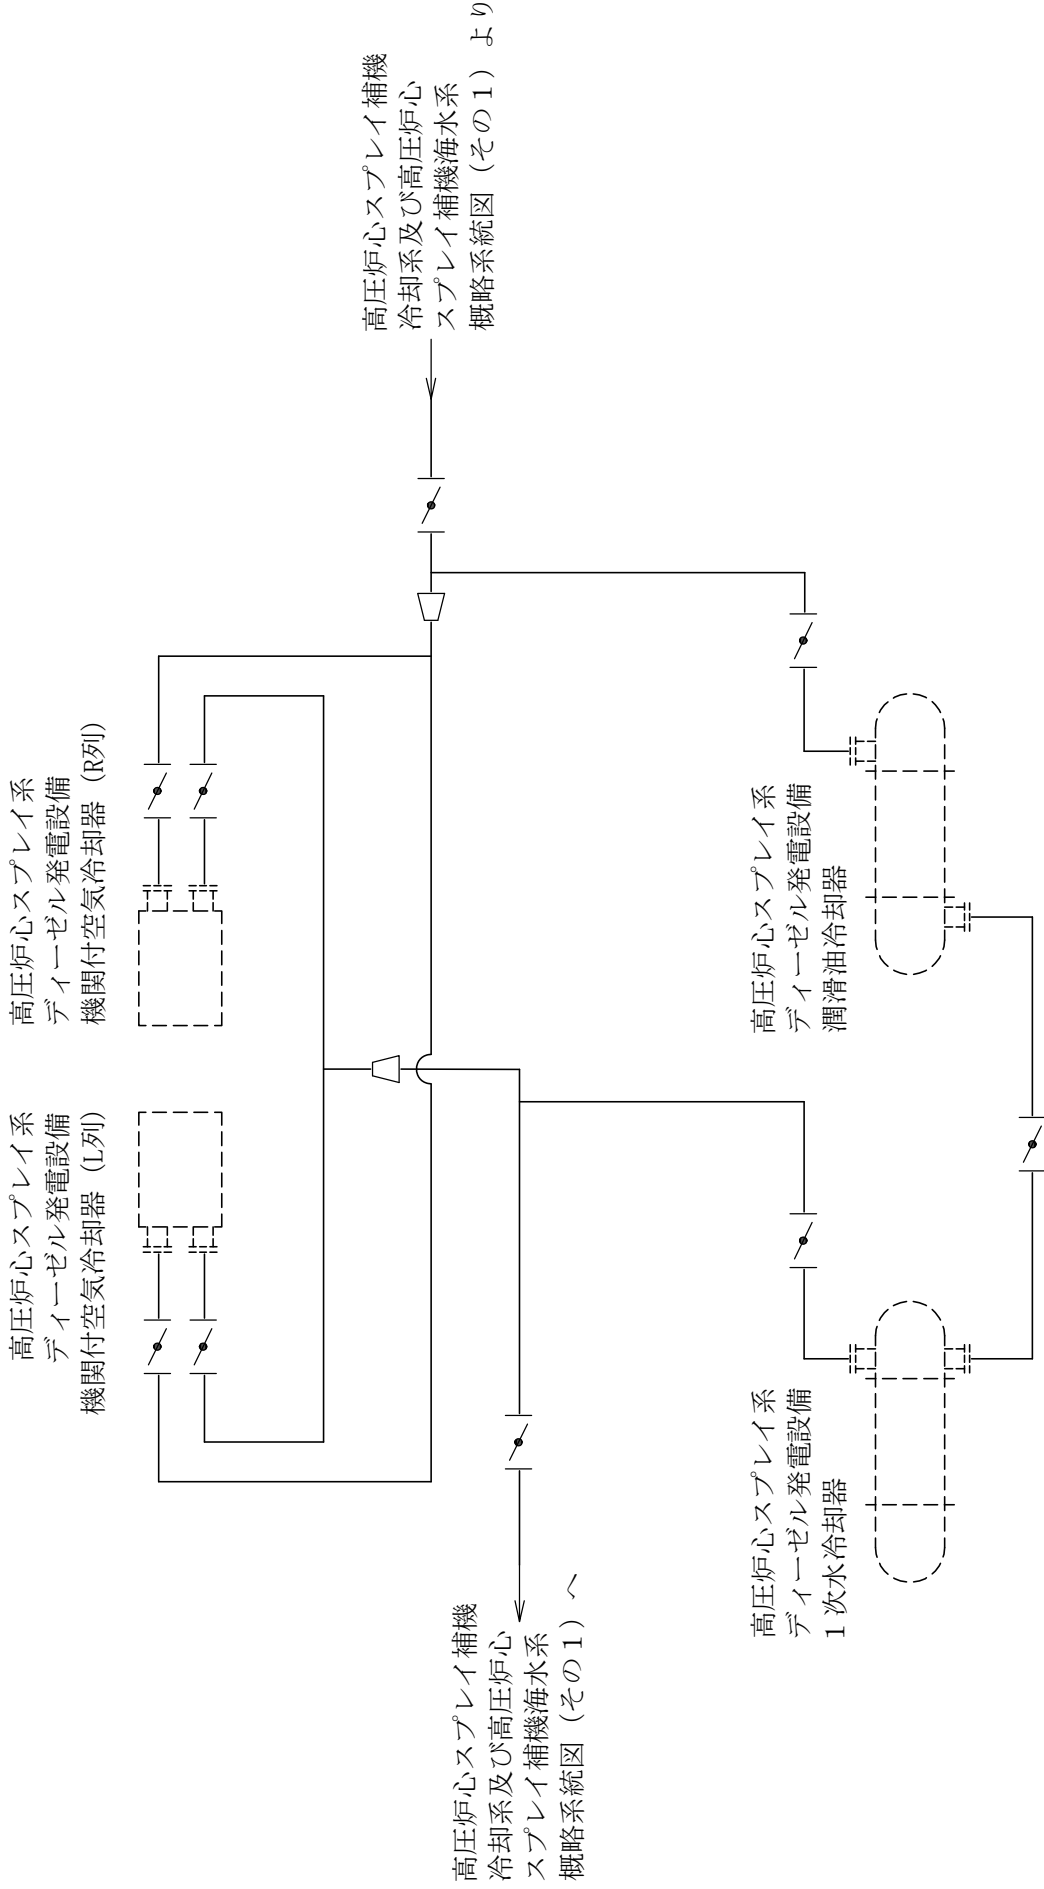 高圧炉心スプレイ系
ディーゼル発電設備
機関付空気冷却器（L列）
高圧炉心スプレイ系
ディーゼル発電設備
機関付空気冷却器（R列）
高圧炉心スプレイ補機
冷却系及び高圧炉心
スプレイ補機海水系
概略系統図（その１）より
高圧炉心スプレイ補機
冷却系及び高圧炉心
スプレイ補機海水系
概略系統図（その１）へ
高圧炉心スプレイ系
ディーゼル発電設備
１次水冷却器
高圧炉心スプレイ系
ディーゼル発電設備
潤滑油冷却器